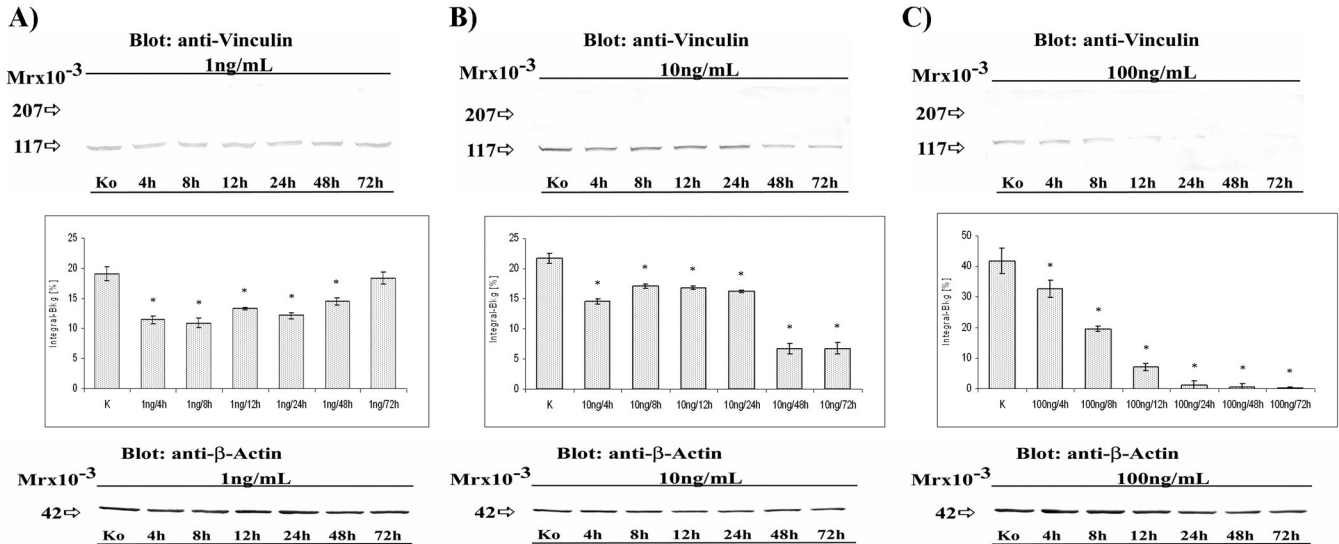 A)
Blot: anti-Vinculin
1ng/mL
Mrx10-3
207⇨
117⇨
Ko 4h 8h 12h 24h 48h 72h
25
20
15
10
5
0
Integral-Bkg [%]
* * * * *
K 1ng/4h 1ng/8h 1ng/12h 1ng/24h 1ng/48h 1ng/72h
Blot: anti-β-Actin
1ng/mL
Mrx10-3
42⇨
Ko 4h 8h 12h 24h 48h 72h
B)
Blot: anti-Vinculin
10ng/mL
Mrx10-3
207⇨
117⇨
Ko 4h 8h 12h 24h 48h 72h
25
20
15
10
5
0
Integral-Bkg [%]
* * * * * *
K 10ng/4h 10ng/8h 10ng/12h 10ng/24h 10ng/48h 10ng/72h
Blot: anti-β-Actin
10ng/mL
Mrx10-3
42⇨
Ko 4h 8h 12h 24h 48h 72h
C)
Blot: anti-Vinculin
100ng/mL
Mrx10-3
207⇨
117⇨
Ko 4h 8h 12h 24h 48h 72h
50
40
30
20
10
0
Integral-Bkg [%]
* * * * * *
K 100ng/4h 100ng/8h 100ng/12h 100ng/24h 100ng/48h 100ng/72h
Blot: anti-β-Actin
100ng/mL
Mrx10-3
42⇨
Ko 4h 8h 12h 24h 48h 72h